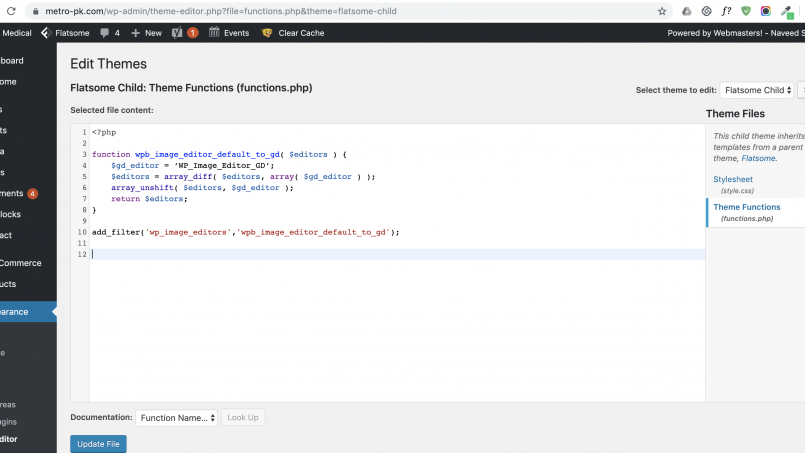 metro-pk.com/wp-admin/theme-editor.php?file=functions.php&theme=flatsome-child
Medical Flatsome 4 + New 1 Events Clear Cache Powered by Webmasters! - Naveed S
board
ome
s
ts
a
s
ments 4
locks
act
Commerce
ucts
earance
e
reas
gins
ditor
Edit Themes
Flatsome Child: Theme Functions (functions.php)
Select theme to edit: Flatsome Child
Selected file content:
1 <?php
2
3 function wpb_image_editor_default_to_gd( $editors ) {
4 $gd_editor = ‘WP_Image_Editor_GD’;
5 $editors = array_diff( $editors, array( $gd_editor ) );
6 array_unshift( $editors, $gd_editor );
7 return $editors;
8 }
9
10 add_filter('wp_image_editors','wpb_image_editor_default_to_gd');
11
12
Theme Files
This child theme inherits
templates from a parent
theme, Flatsome.
Stylesheet
(style.css)
Theme Functions
(functions.php)
Documentation: Function Name... Look Up
Update File